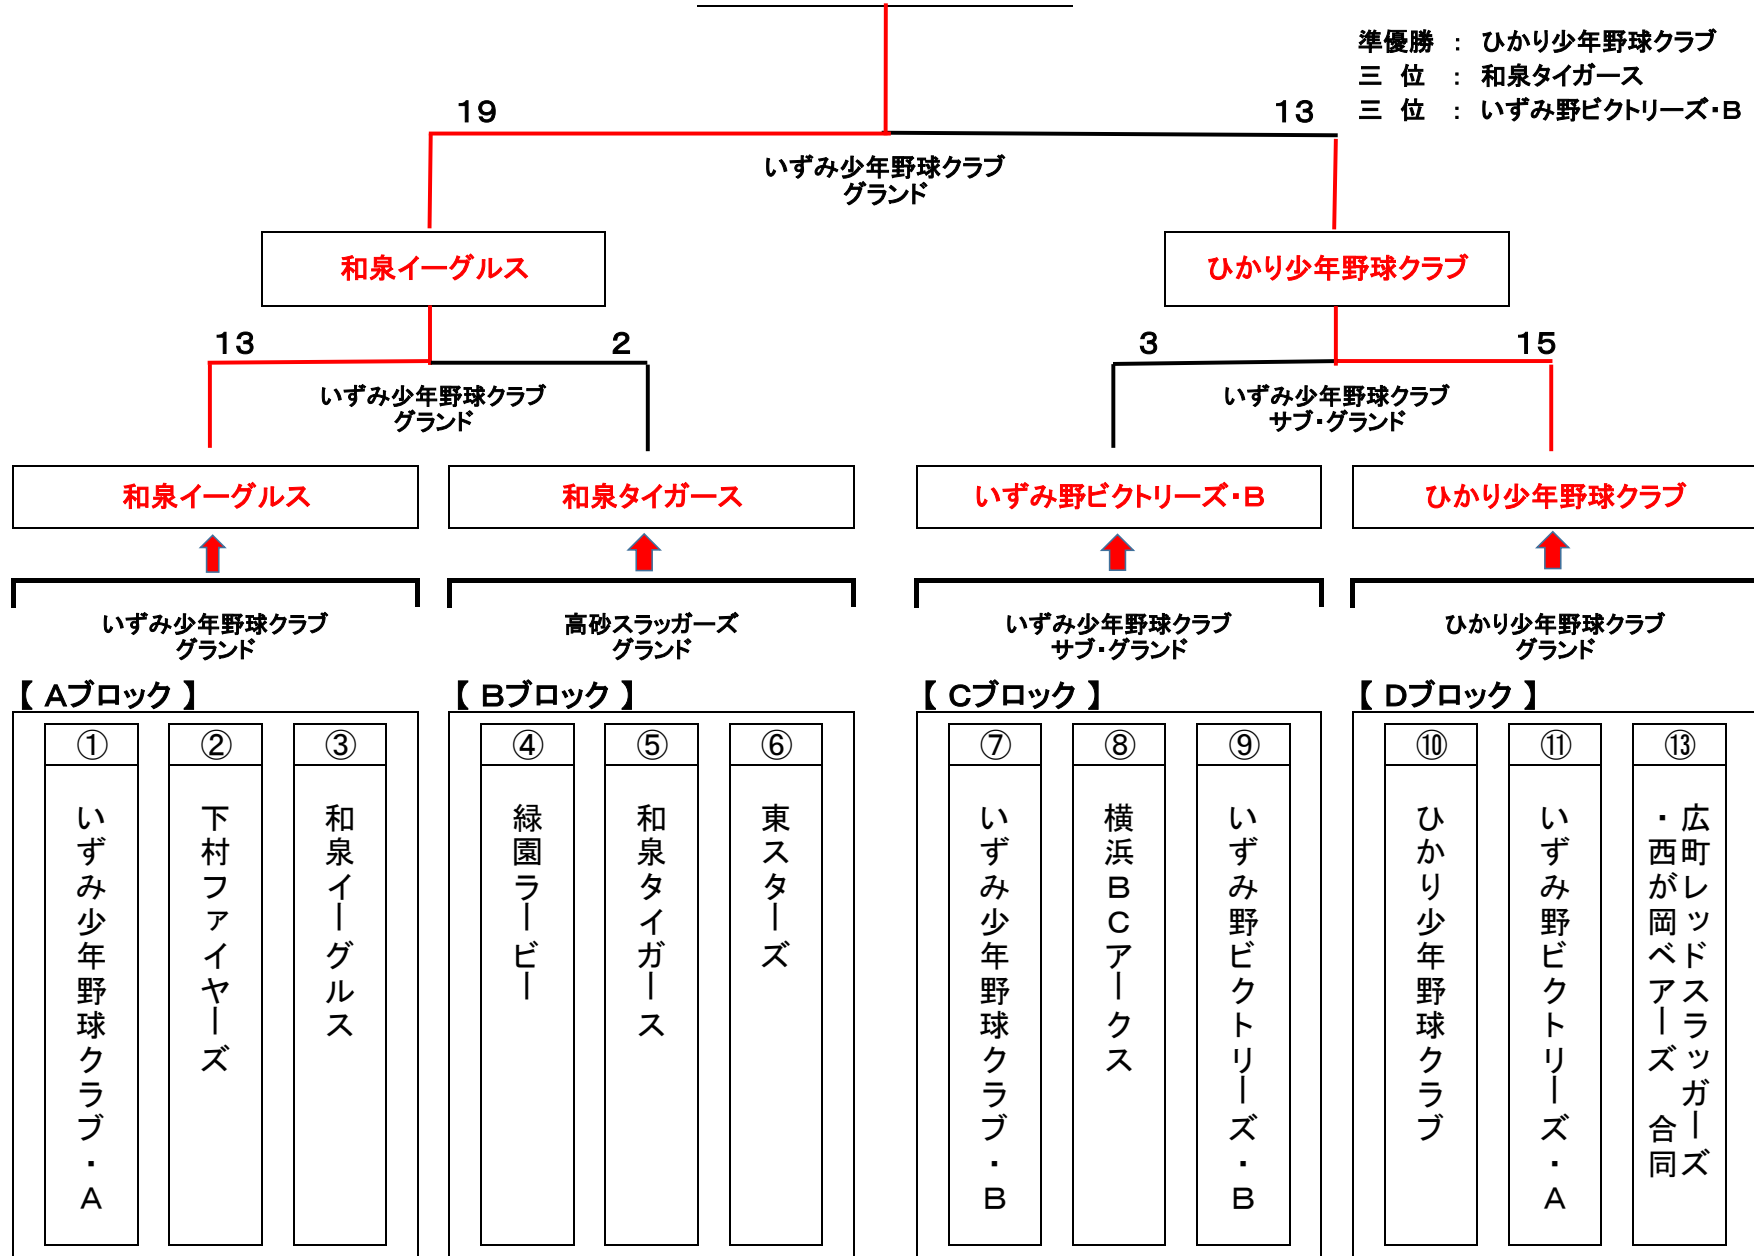 準優勝 ： ひかり少年野球クラブ
三 位 ： 和泉タイガース
三 位 ： いずみ野ビクトリーズ・B
19
13
いずみ少年野球クラブ
グランド
和泉イーグルス
ひかり少年野球クラブ
13
2
3
15
いずみ少年野球クラブ
グランド
いずみ少年野球クラブ
サブ・グランド
和泉イーグルス
和泉タイガース
いずみ野ビクトリーズ・B
ひかり少年野球クラブ
いずみ少年野球クラブ
グランド
高砂スラッガーズ
グランド
いずみ少年野球クラブ
サブ・グランド
ひかり少年野球クラブ
グランド
【 Aブロック 】
【 Bブロック 】
【 Cブロック 】
【 Dブロック 】
①
②
③
④
⑤
⑥
⑦
⑧
⑨
⑩
⑪
⑬
いずみ少年野球クラブ・A
下村ファイヤーズ
和泉イーグルス
緑園ラービー
和泉タイガース
東スターズ
いずみ少年野球クラブ・B
横浜BCアークス
いずみ野ビクトリーズ・B
ひかり少年野球クラブ
いずみ野ビクトリーズ・A
広町レッドスラッガーズ
・西が岡ベアーズ 合同